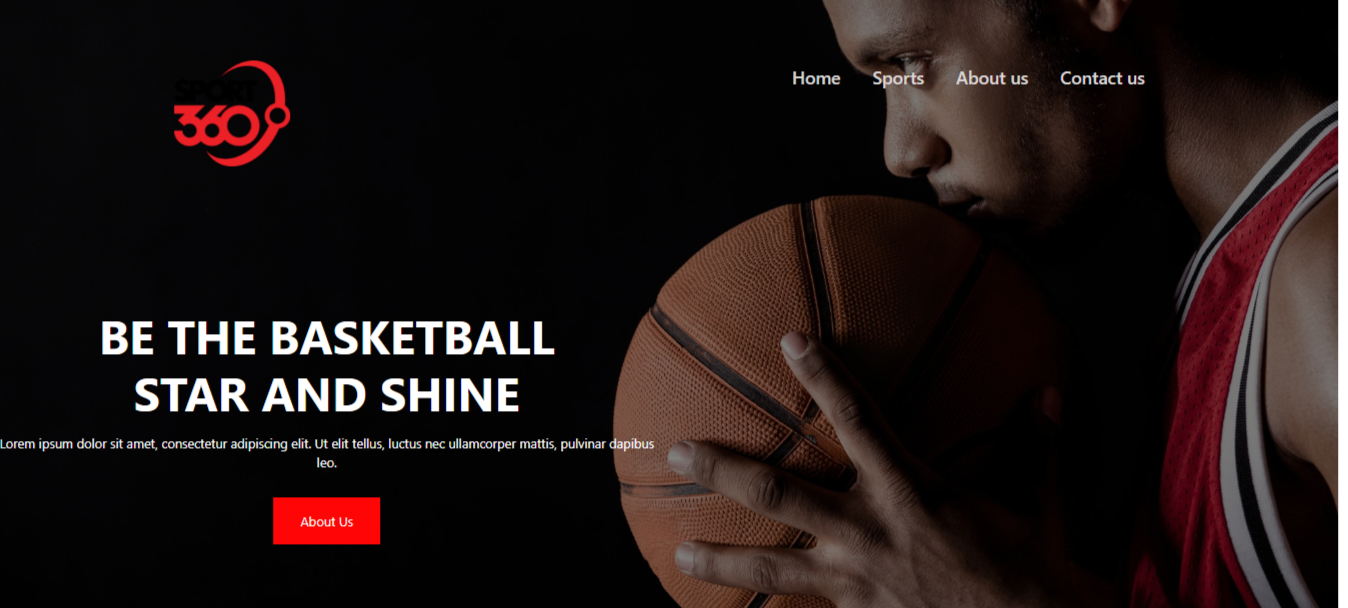 SPORT
360
Home Sports About us Contact us
BE THE BASKETBALL
STAR AND SHINE
Lorem ipsum dolor sit amet, consectetur adipiscing elit. Ut elit tellus, luctus nec ullamcorper mattis, pulvinar dapibus
leo.
About Us